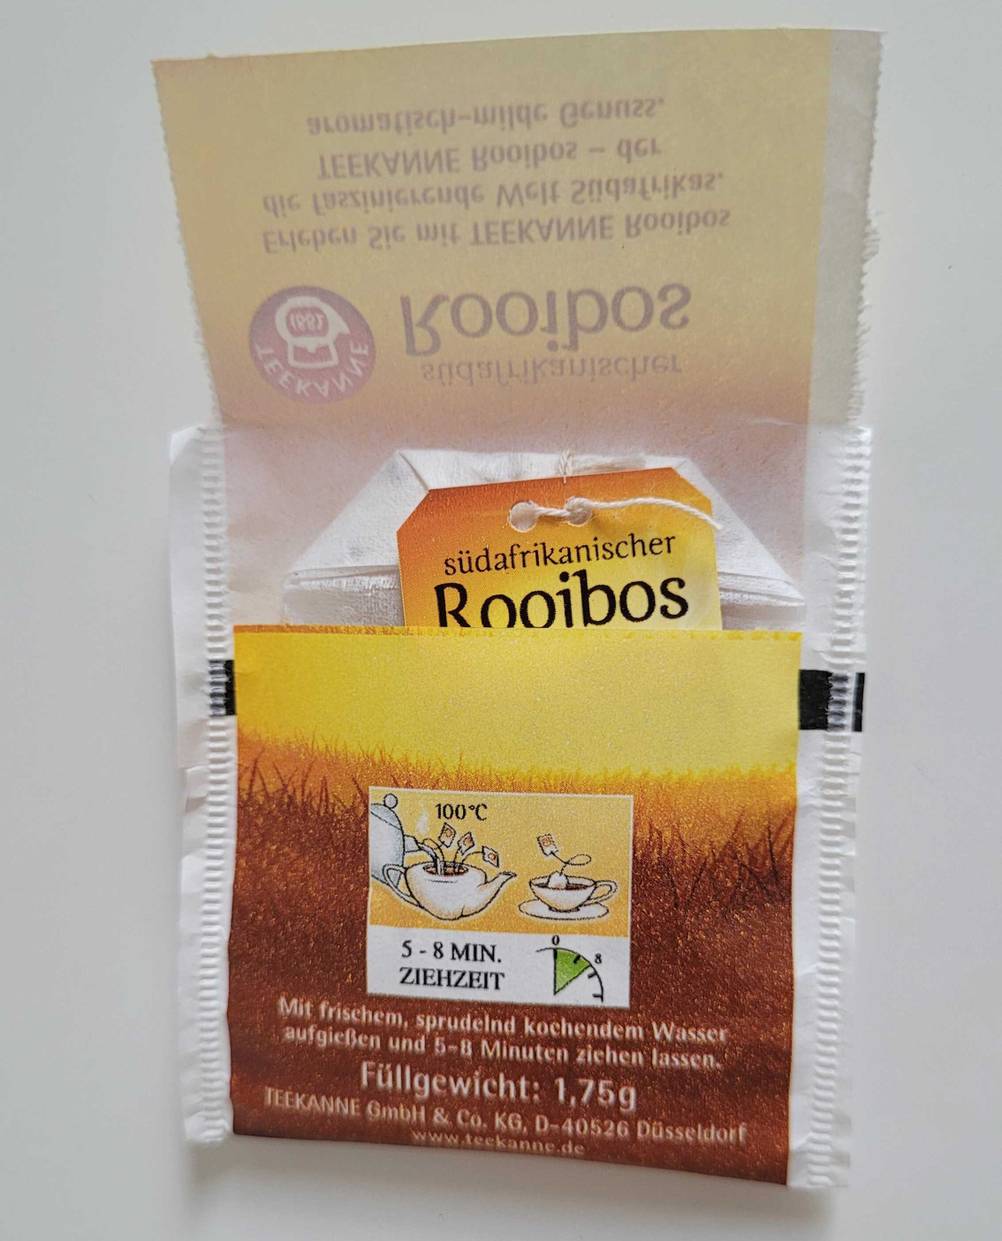 südafrikanischer
Rooibos
TEEKANNE
1882
Erleben Sie mit TEEKANNE Rooibos
die faszinierende Welt Südafrikas.
TEEKANNE Rooibos – der
aromatisch-milde Genuss.
südafrikanischer
Rooibos
100°C
5 - 8 MIN.
ZIEHZEIT
0
8
Mit frischem, sprudelnd kochendem Wasser
aufgießen und 5-8 Minuten ziehen lassen.
Füllgewicht: 1,75g
TEEKANNE GmbH & Co. KG, D-40526 Düsseldorf
www.teekanne.de